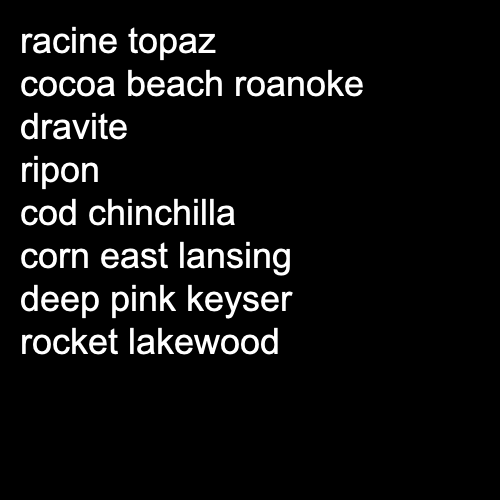 racine topaz
cocoa beach roanoke
dravite
ripon
cod chinchilla
corn east lansing
deep pink keyser
rocket lakewood